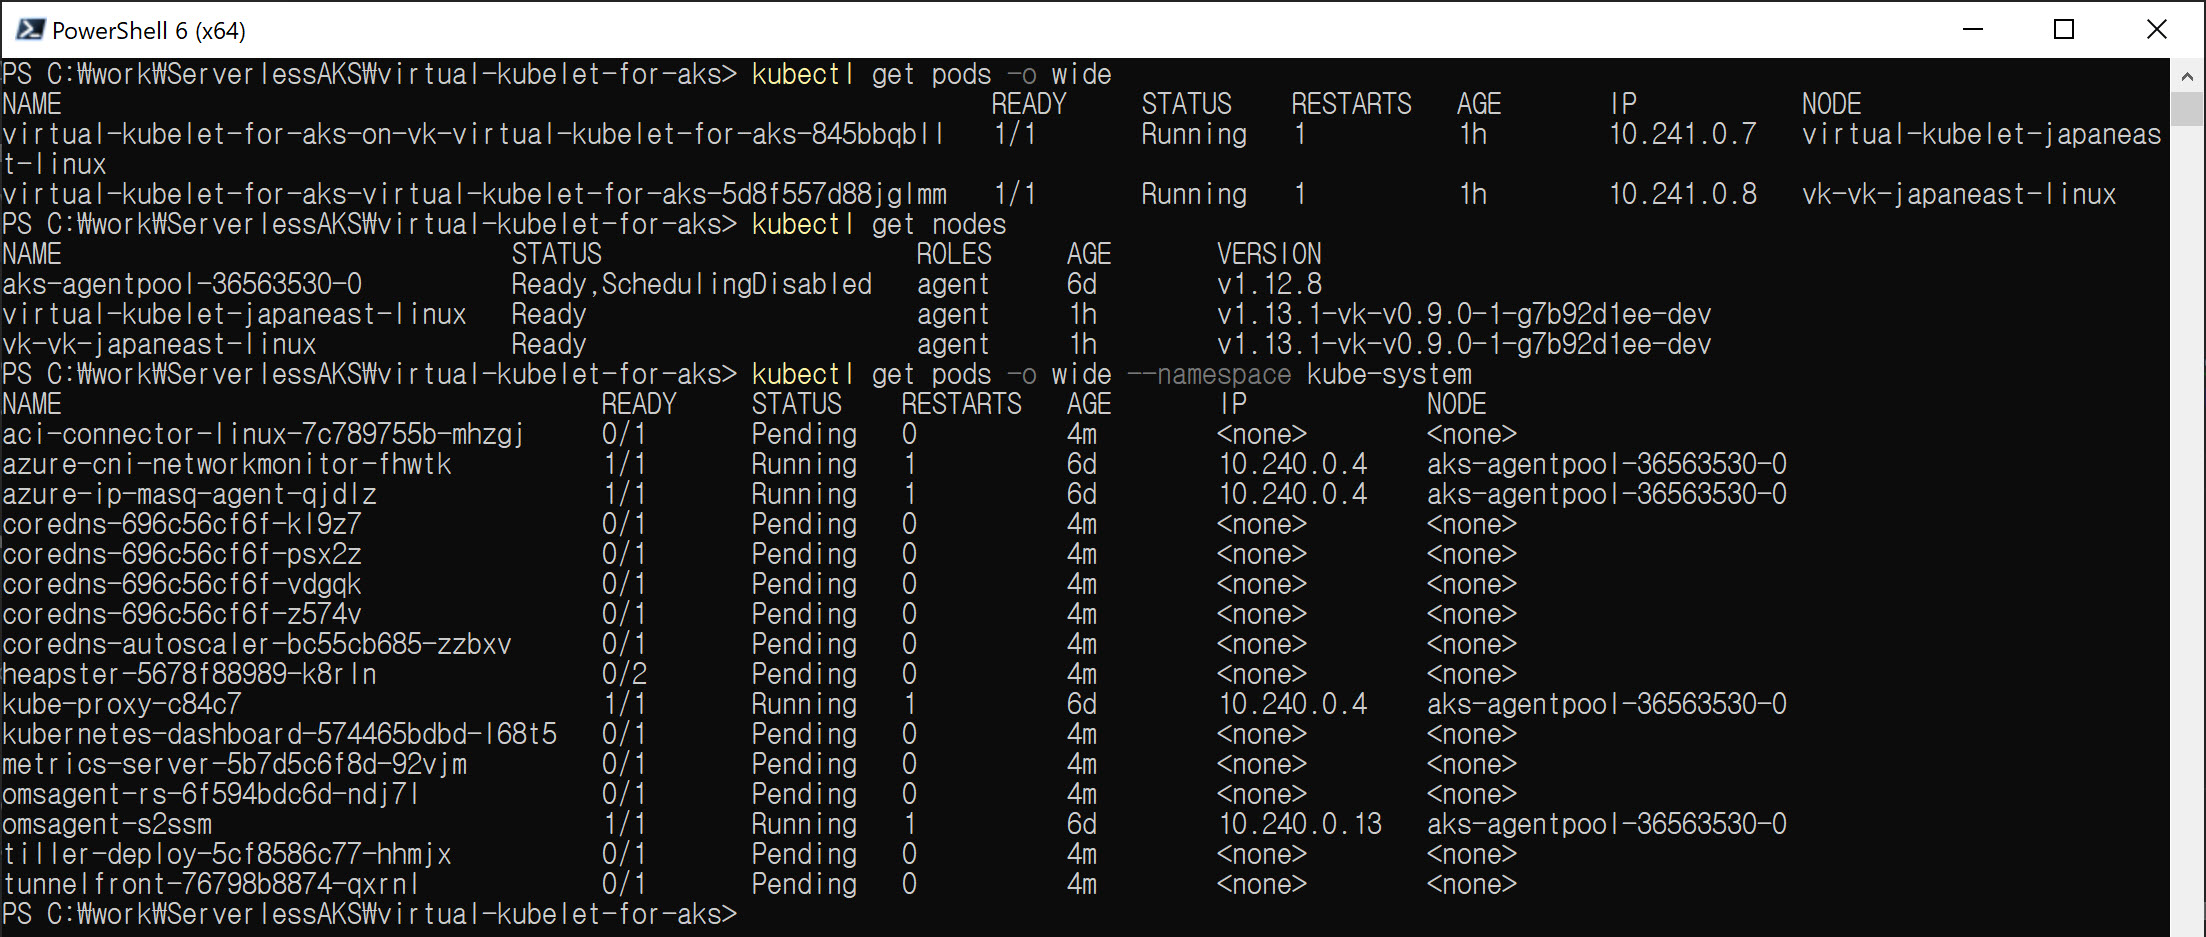 PowerShell 6 (x64)
PS C:₩work₩ServerlessAKS₩virtual-kubelet-for-aks> kubectl get pods -o wide
NAME READY STATUS RESTARTS AGE IP NODE
virtual-kubelet-for-aks-on-vk-virtual-kubelet-for-aks-845bbqbll 1/1 Running 1 1h 10.241.0.7 virtual-kubelet-japaneas
t-linux
virtual-kubelet-for-aks-virtual-kubelet-for-aks-5d8f557d88jglmm 1/1 Running 1 1h 10.241.0.8 vk-vk-japaneast-linux
PS C:₩work₩ServerlessAKS₩virtual-kubelet-for-aks> kubectl get nodes
NAME STATUS ROLES AGE VERSION
aks-agentpool-36563530-0 Ready,SchedulingDisabled agent 6d v1.12.8
virtual-kubelet-japaneast-linux Ready agent 1h v1.13.1-vk-v0.9.0-1-g7b92d1ee-dev
vk-vk-japaneast-linux Ready agent 1h v1.13.1-vk-v0.9.0-1-g7b92d1ee-dev
PS C:₩work₩ServerlessAKS₩virtual-kubelet-for-aks> kubectl get pods -o wide --namespace kube-system
NAME READY STATUS RESTARTS AGE IP NODE
aci-connector-linux-7c789755b-mhzgj 0/1 Pending 0 4m <none> <none>
azure-cni-networkmonitor-fhwtk 1/1 Running 1 6d 10.240.0.4 aks-agentpool-36563530-0
azure-ip-masq-agent-qjdlz 1/1 Running 1 6d 10.240.0.4 aks-agentpool-36563530-0
coredns-696c56cf6f-kl9z7 0/1 Pending 0 4m <none> <none>
coredns-696c56cf6f-psx2z 0/1 Pending 0 4m <none> <none>
coredns-696c56cf6f-vdgqk 0/1 Pending 0 4m <none> <none>
coredns-696c56cf6f-z574v 0/1 Pending 0 4m <none> <none>
coredns-autoscaler-bc55cb685-zzbxv 0/1 Pending 0 4m <none> <none>
heapster-5678f88989-k8rln 0/2 Pending 0 4m <none> <none>
kube-proxy-c84c7 1/1 Running 1 6d 10.240.0.4 aks-agentpool-36563530-0
kubernetes-dashboard-574465bdbd-l68t5 0/1 Pending 0 4m <none> <none>
metrics-server-5b7d5c6f8d-92vjm 0/1 Pending 0 4m <none> <none>
omsagent-rs-6f594bdc6d-ndj7l 0/1 Pending 0 4m <none> <none>
omsagent-s2ssm 1/1 Running 1 6d 10.240.0.13 aks-agentpool-36563530-0
tiller-deploy-5cf8586c77-hhmjx 0/1 Pending 0 4m <none> <none>
tunnelfront-76798b8874-qxrnl 0/1 Pending 0 4m <none> <none>
PS C:₩work₩ServerlessAKS₩virtual-kubelet-for-aks>